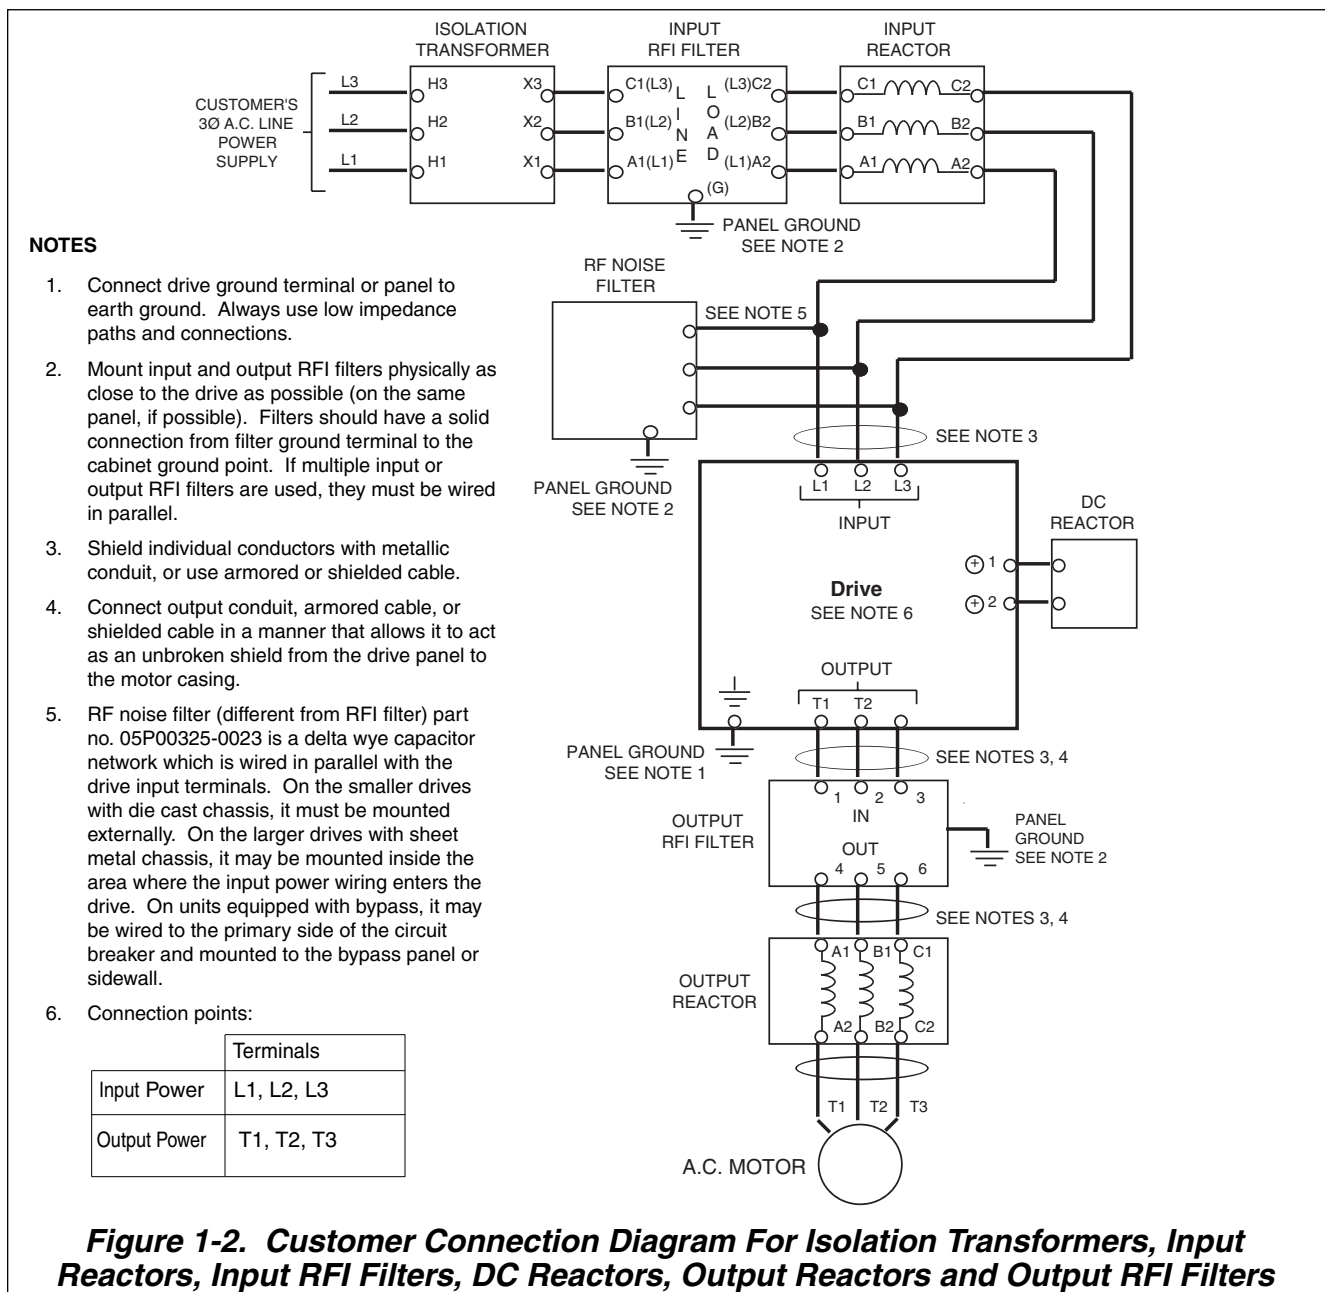 ISOLATION
TRANSFORMER
INPUT
RFI FILTER
INPUT
REACTOR
CUSTOMER'S
3Ø A.C. LINE
POWER
SUPPLY
L3
L2
L1
H3
H2
H1
X3
X2
X1
C1(L3)
B1(L2)
A1(L1)
LINE
LOAD
(L3)C2
(L2)B2
(L1)A2
(G)
C1
C2
B1
B2
A1
A2
PANEL GROUND
SEE NOTE 2
NOTES
1. Connect drive ground terminal or panel to
earth ground. Always use low impedance
paths and connections.
2. Mount input and output RFI filters physically as
close to the drive as possible (on the same
panel, if possible). Filters should have a solid
connection from filter ground terminal to the
cabinet ground point. If multiple input or
output RFI filters are used, they must be wired
in parallel.
3. Shield individual conductors with metallic
conduit, or use armored or shielded cable.
4. Connect output conduit, armored cable, or
shielded cable in a manner that allows it to act
as an unbroken shield from the drive panel to
the motor casing.
5. RF noise filter (different from RFI filter) part
no. 05P00325-0023 is a delta wye capacitor
network which is wired in parallel with the
drive input terminals. On the smaller drives
with die cast chassis, it must be mounted
externally. On the larger drives with sheet
metal chassis, it may be mounted inside the
area where the input power wiring enters the
drive. On units equipped with bypass, it may
be wired to the primary side of the circuit
breaker and mounted to the bypass panel or
sidewall.
6. Connection points:
Terminals
Input Power L1, L2, L3
Output Power T1, T2, T3
RF NOISE
FILTER
SEE NOTE 5
PANEL GROUND
SEE NOTE 2
SEE NOTE 3
L1 L2 L3
INPUT
DC
REACTOR
+ 1
+ 2
Drive
SEE NOTE 6
OUTPUT
T1 T2
PANEL GROUND
SEE NOTE 1
SEE NOTES 3, 4
OUTPUT
RFI FILTER
1 2 3
IN
OUT
4 5 6
PANEL
GROUND
SEE NOTE 2
SEE NOTES 3, 4
OUTPUT
REACTOR
A1 B1 C1
A2 B2 C2
T1 T2 T3
A.C. MOTOR
Figure 1-2. Customer Connection Diagram For Isolation Transformers, Input
Reactors, Input RFI Filters, DC Reactors, Output Reactors and Output RFI Filters